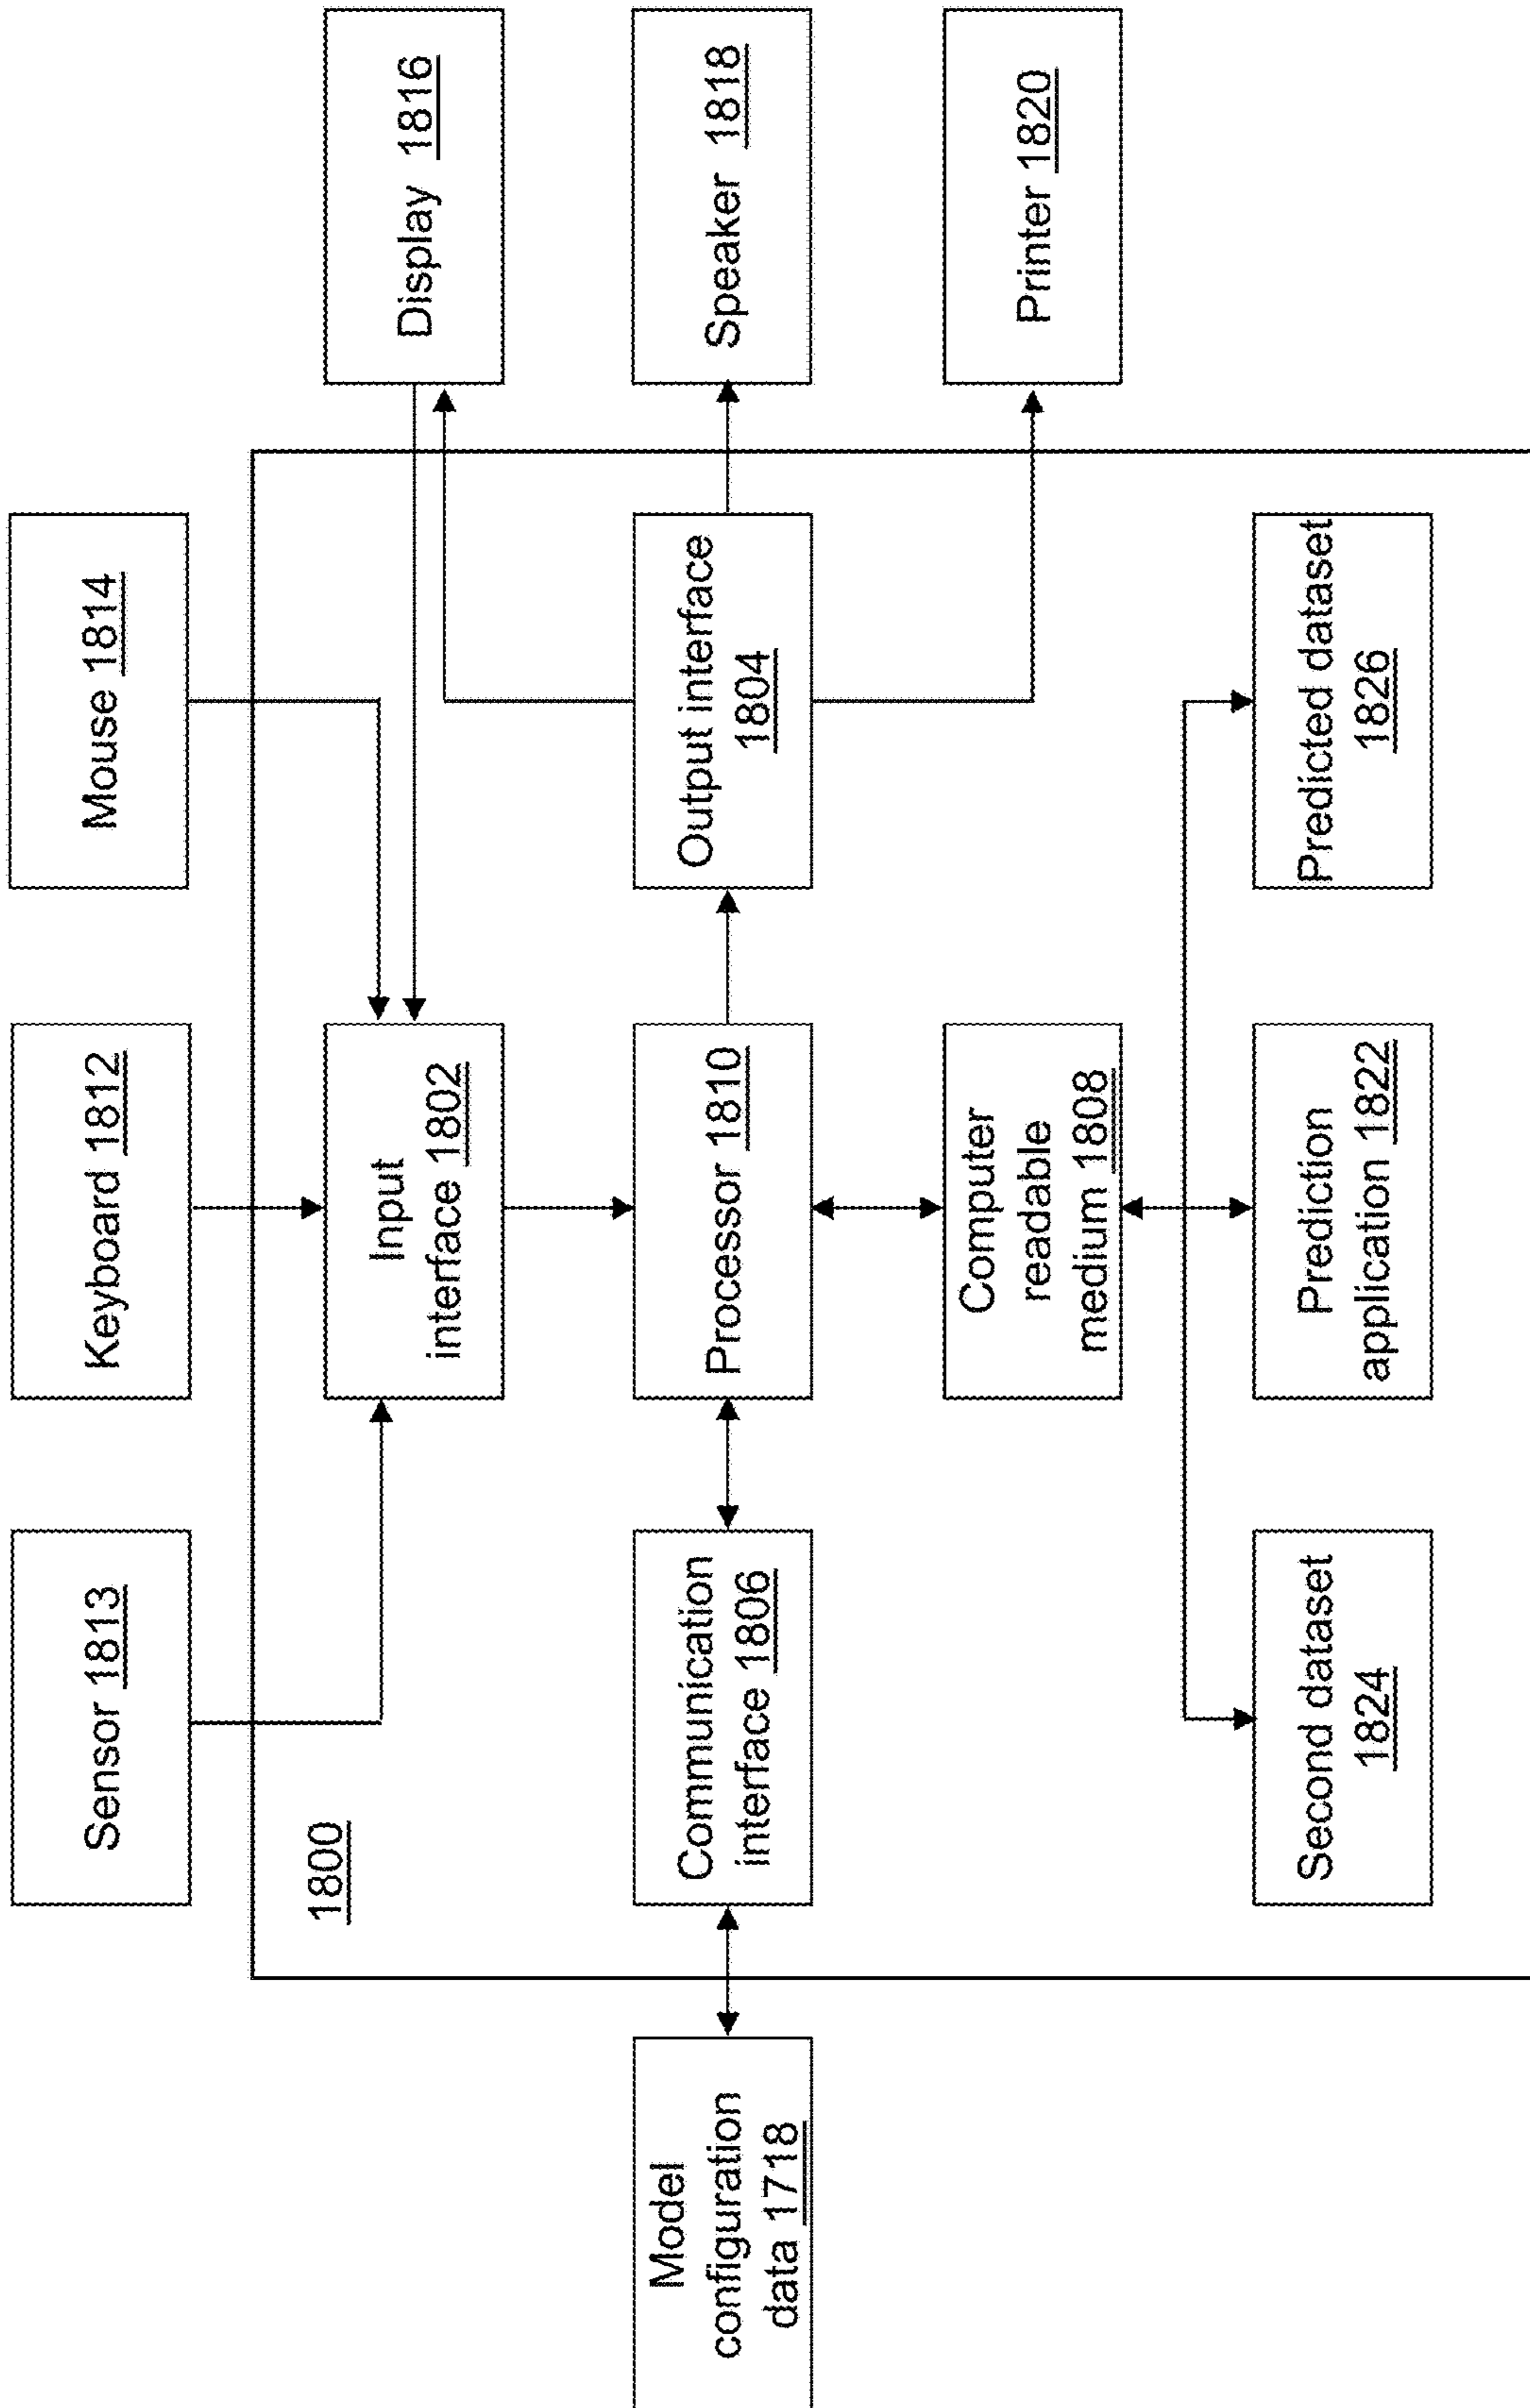 Sensor 1813
Keyboard 1812
Mouse 1814
1800
Input
interface 1802
Display 1816
Model
configuration
data 1718
Communication
interface 1806
Processor 1810
Output interface
1804
Speaker 1818
Computer
readable
medium 1808
Printer 1820
Second dataset
1824
Prediction
application 1822
Predicted dataset
1826